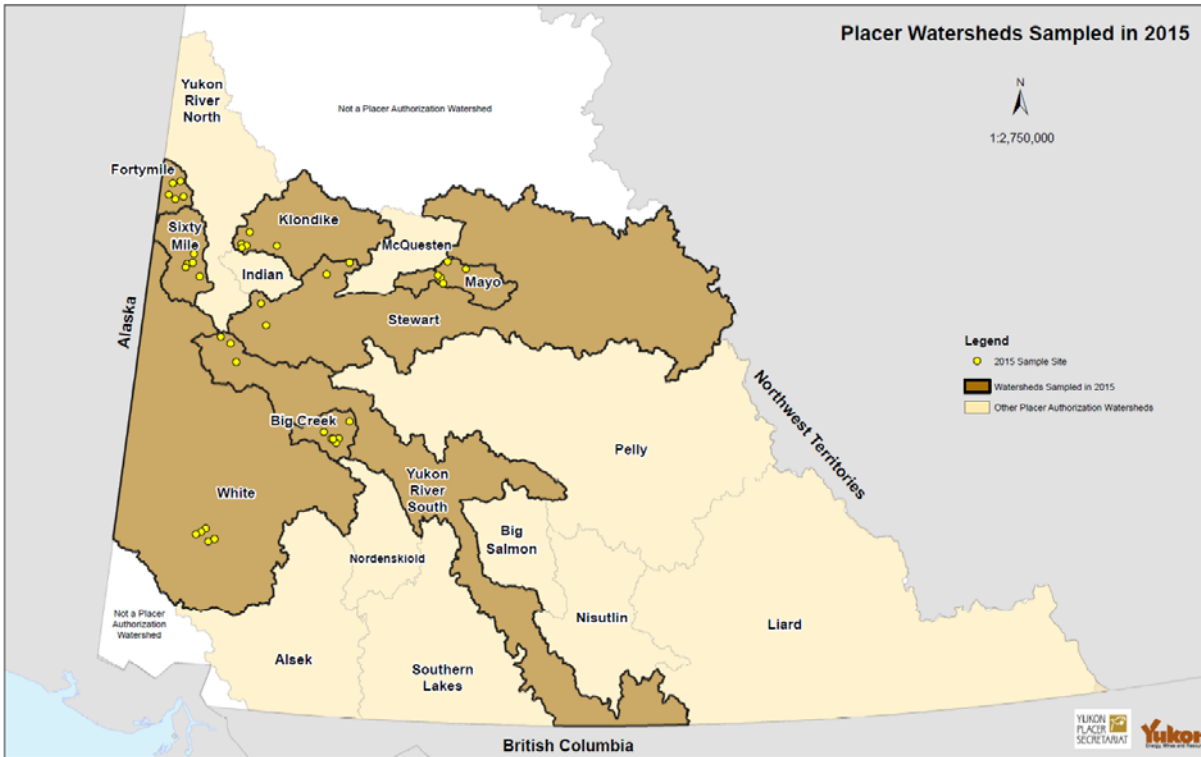 Placer Watersheds Sampled in 2015
N
1:2,750,000
Yukon
River
North
Not a Placer Authorization Watershed
Fortymile
Klondike
Sixty
Mile
McQuesten
Indian
Mayo
Alaska
Stewart
Legend
2015 Sample Site
Watersheds Sampled in 2015
Other Placer Authorization Watersheds
Northwest Territories
Big Creek
Pelly
Yukon
River
South
White
Big
Salmon
Nordenskiold
Not a Placer
Authorization
Watershed
Nisutlin
Liard
Alsek
Southern
Lakes
British Columbia
YUKON
PLACER
SECRETARIAT
Yukon
Energy, Mines and